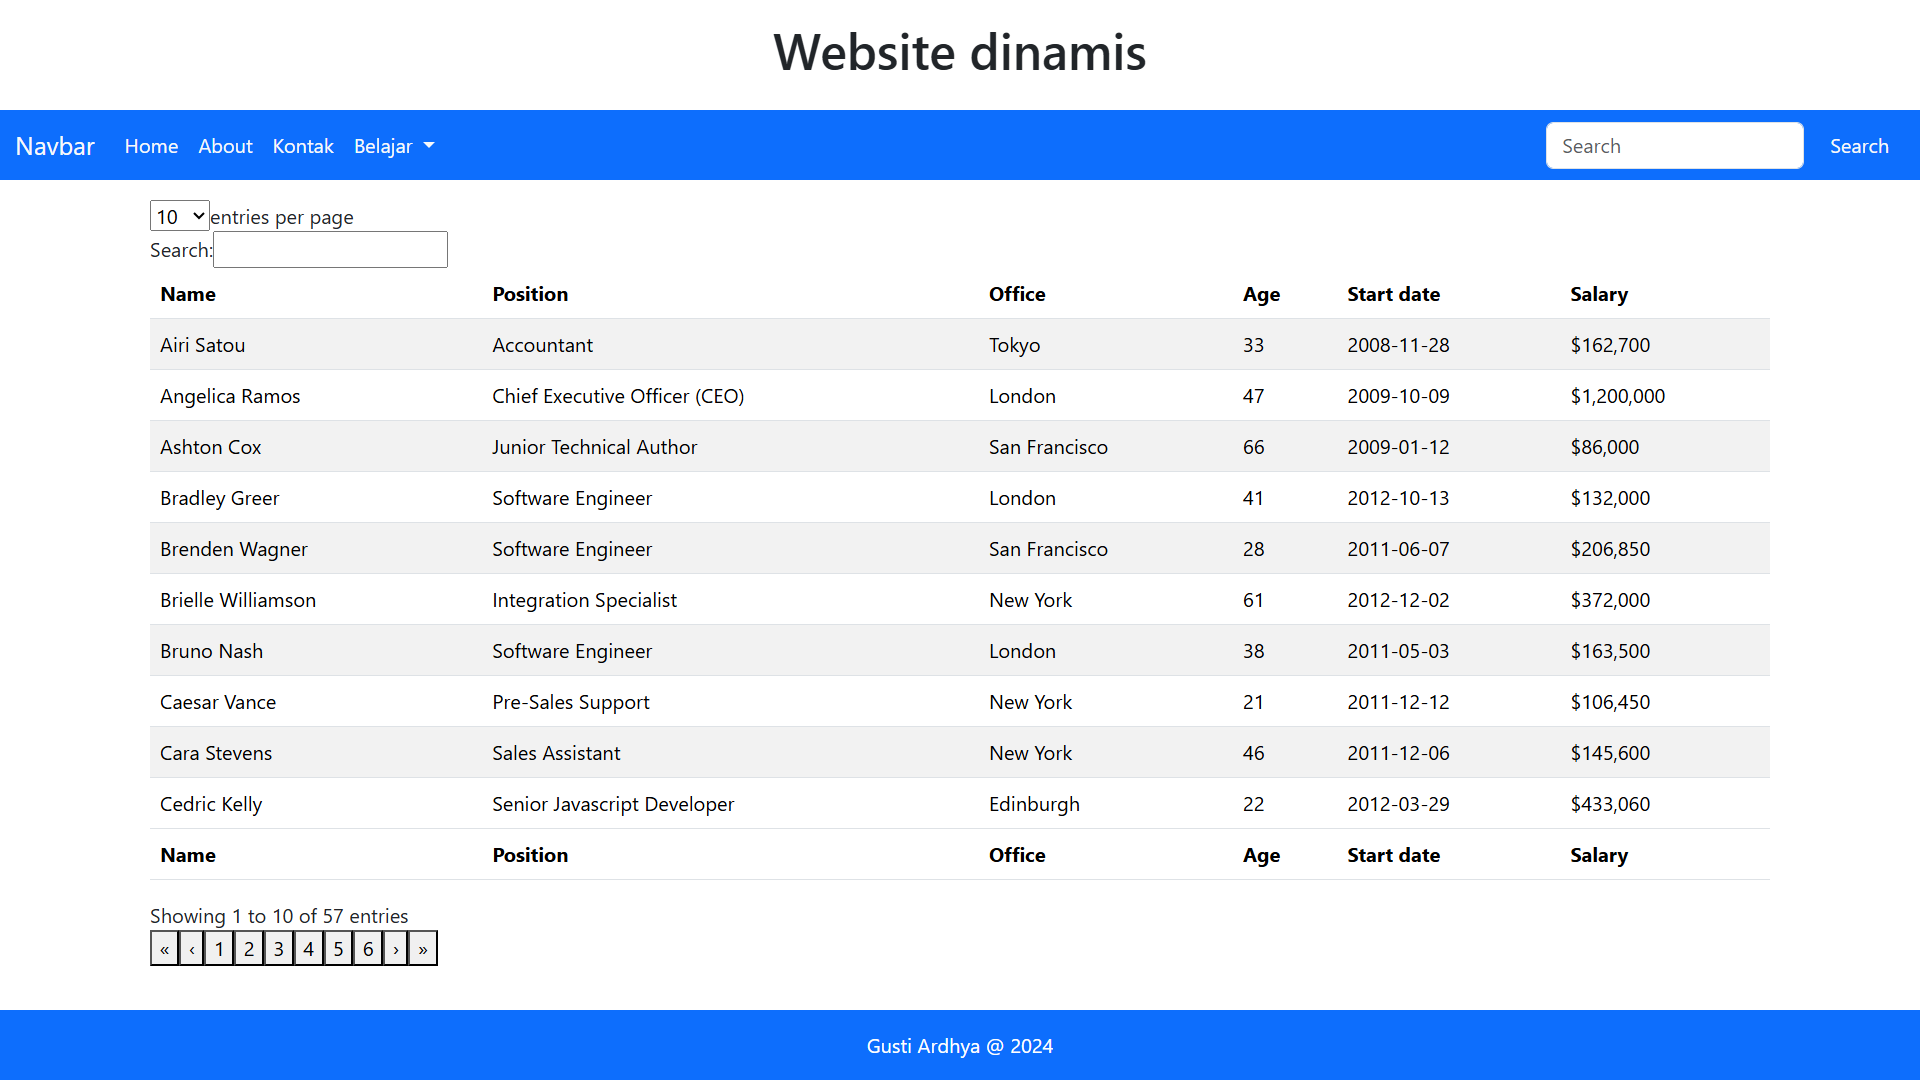 Website dinamis
Navbar Home About Kontak Belajar Search Search
10 entries per page
Search:
Name Position Office Age Start date Salary
Airi Satou Accountant Tokyo 33 2008-11-28 $162,700
Angelica Ramos Chief Executive Officer (CEO) London 47 2009-10-09 $1,200,000
Ashton Cox Junior Technical Author San Francisco 66 2009-01-12 $86,000
Bradley Greer Software Engineer London 41 2012-10-13 $132,000
Brenden Wagner Software Engineer San Francisco 28 2011-06-07 $206,850
Brielle Williamson Integration Specialist New York 61 2012-12-02 $372,000
Bruno Nash Software Engineer London 38 2011-05-03 $163,500
Caesar Vance Pre-Sales Support New York 21 2011-12-12 $106,450
Cara Stevens Sales Assistant New York 46 2011-12-06 $145,600
Cedric Kelly Senior Javascript Developer Edinburgh 22 2012-03-29 $433,060
Name Position Office Age Start date Salary
Showing 1 to 10 of 57 entries
« ‹ 1 2 3 4 5 6 › »
Gusti Ardhya @ 2024